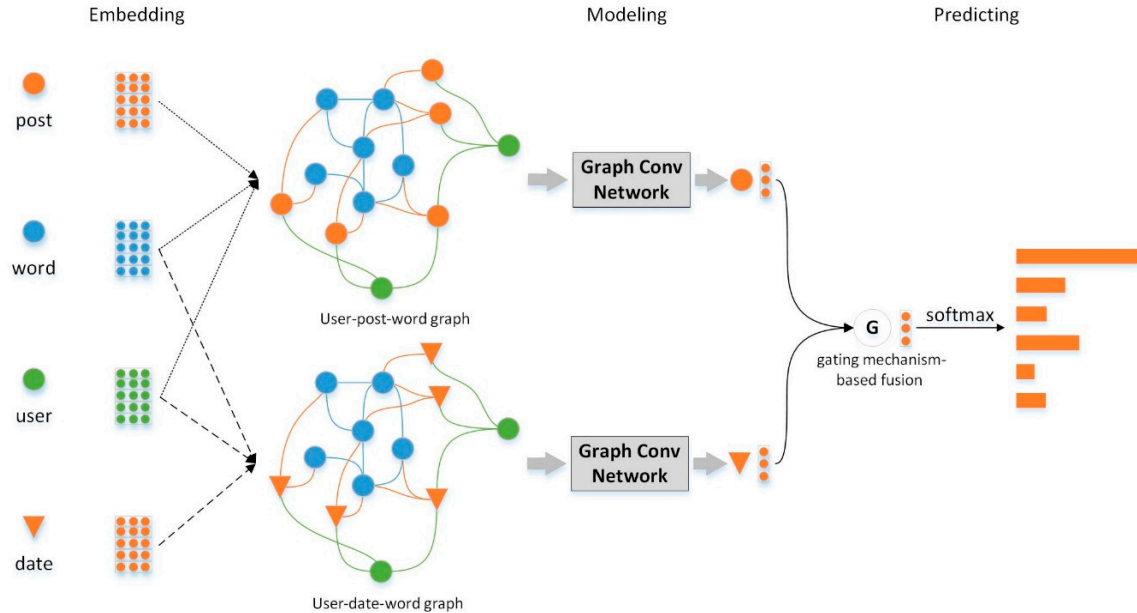 Embedding
Modeling
Predicting
post
word
user
date
User-post-word graph
User-date-word graph
Graph Conv
Network
Graph Conv
Network
G
gating mechanism-
based fusion
softmax